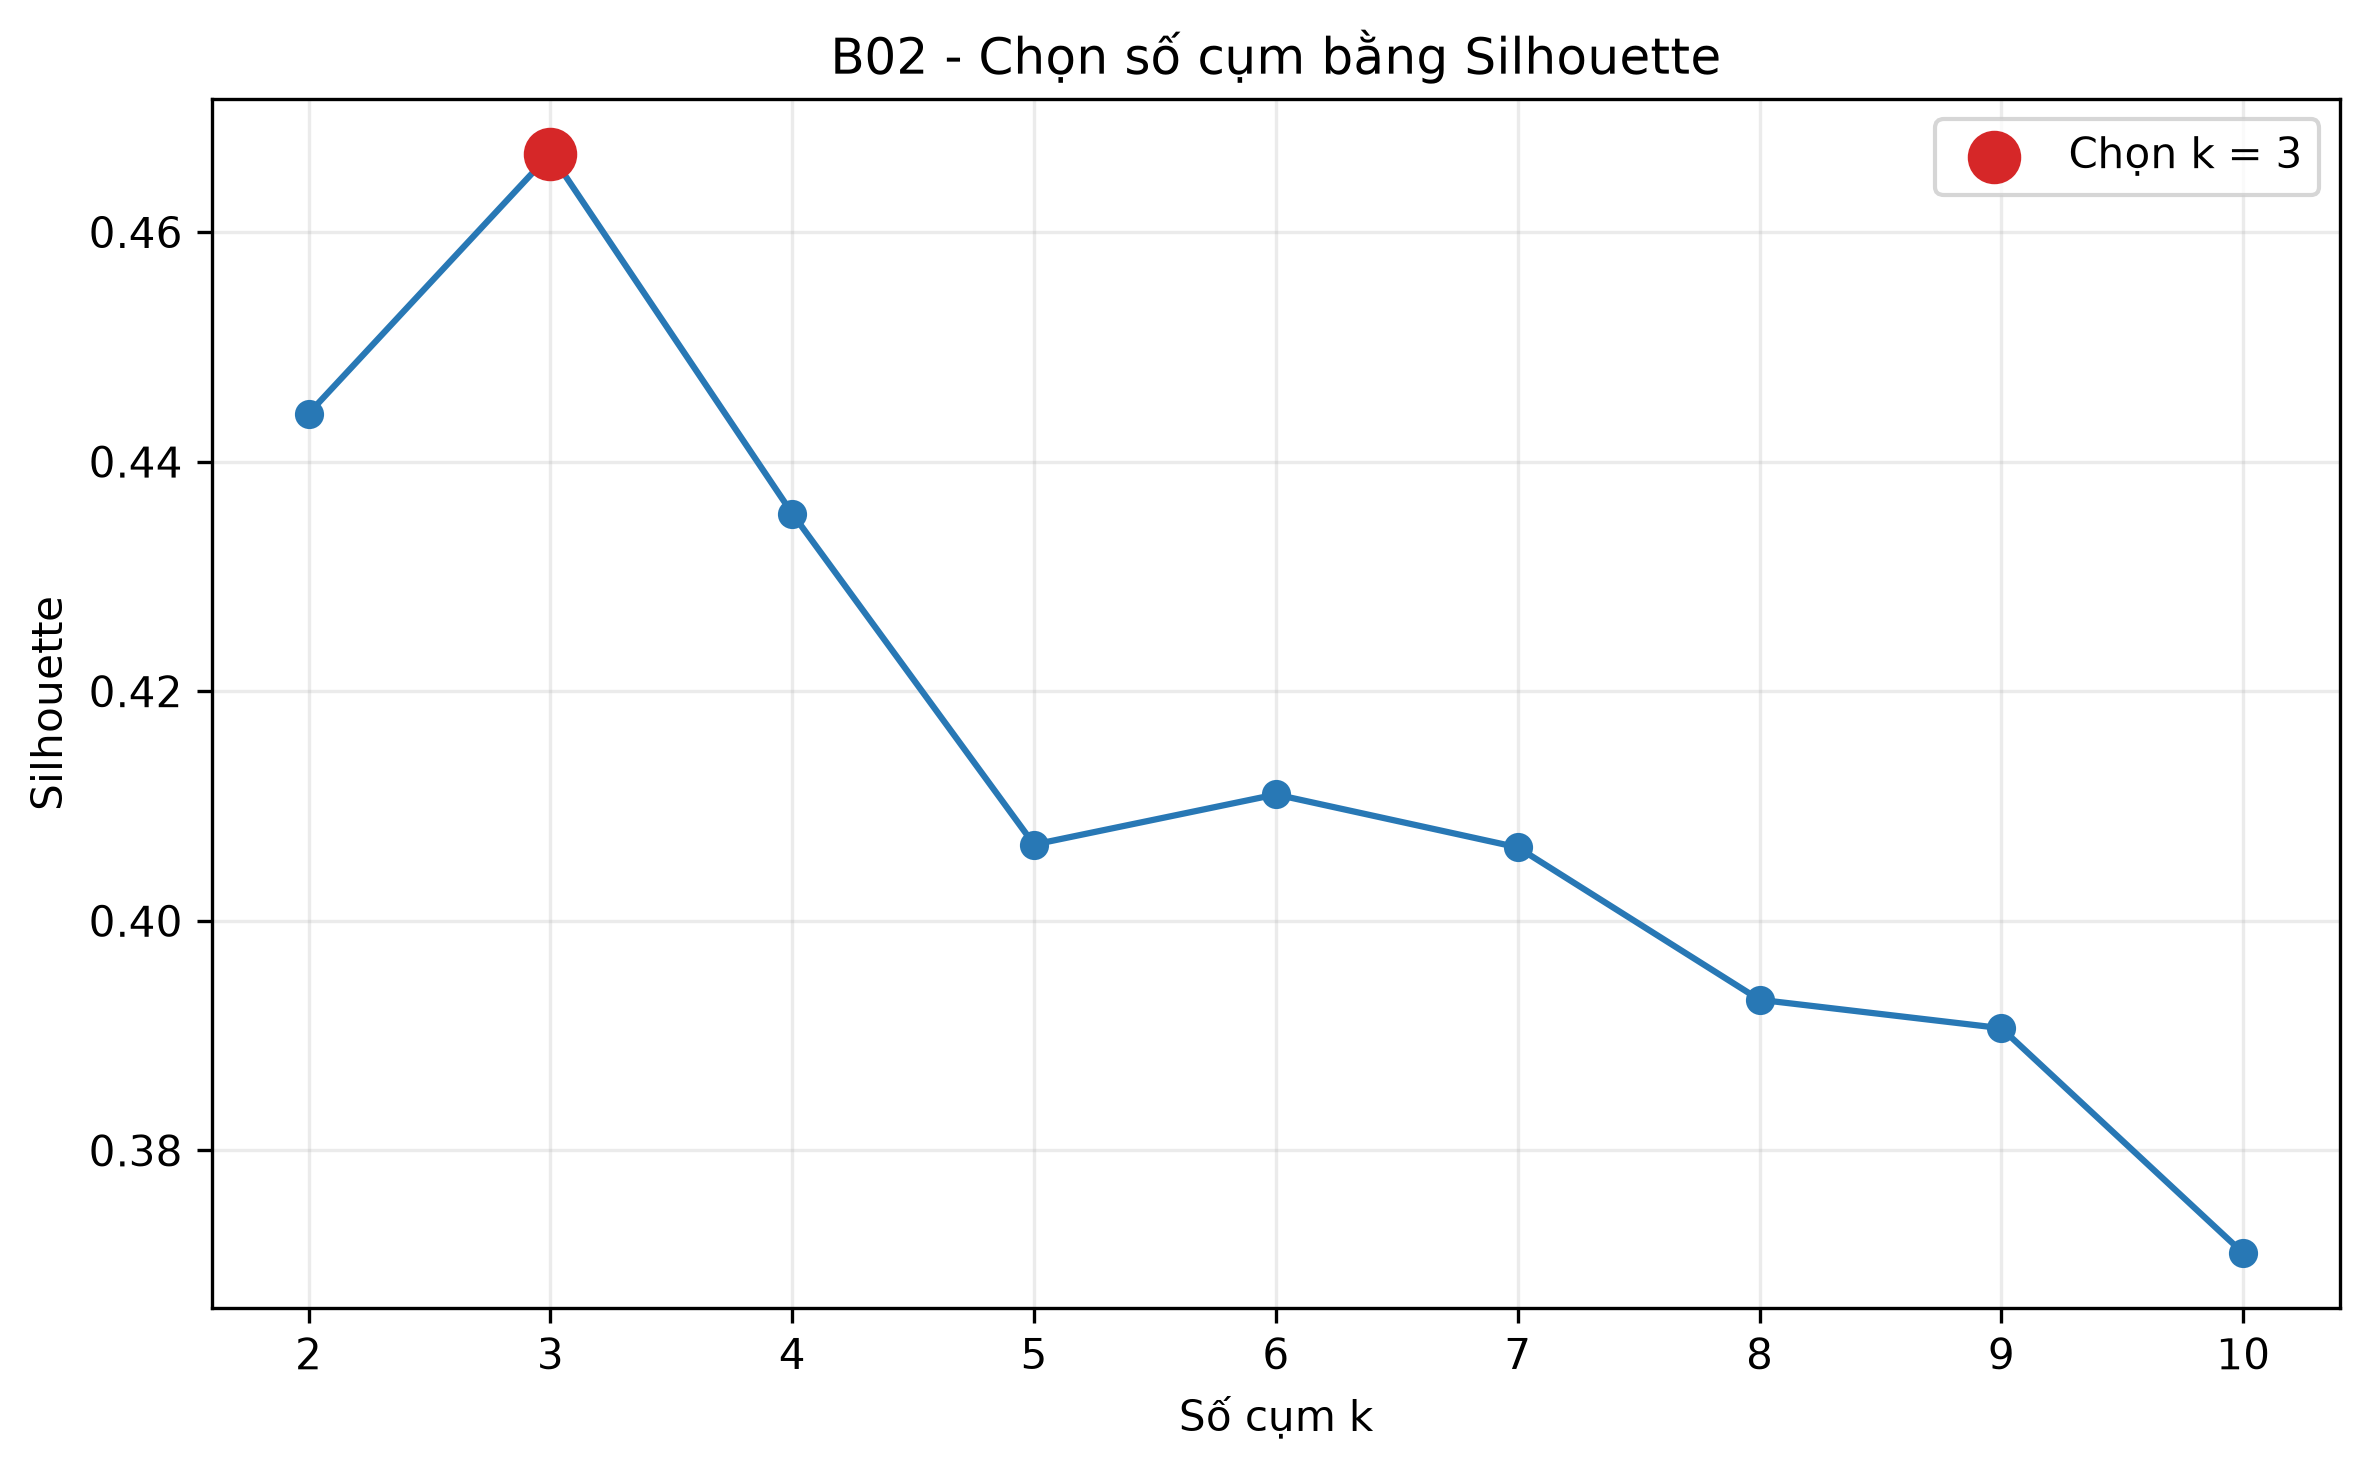 B02 - Chọn số cụm bằng Silhouette
Chọn k = 3
Silhouette
0.46
0.44
0.42
0.40
0.38
2 3 4 5 6 7 8 9 10
Số cụm k